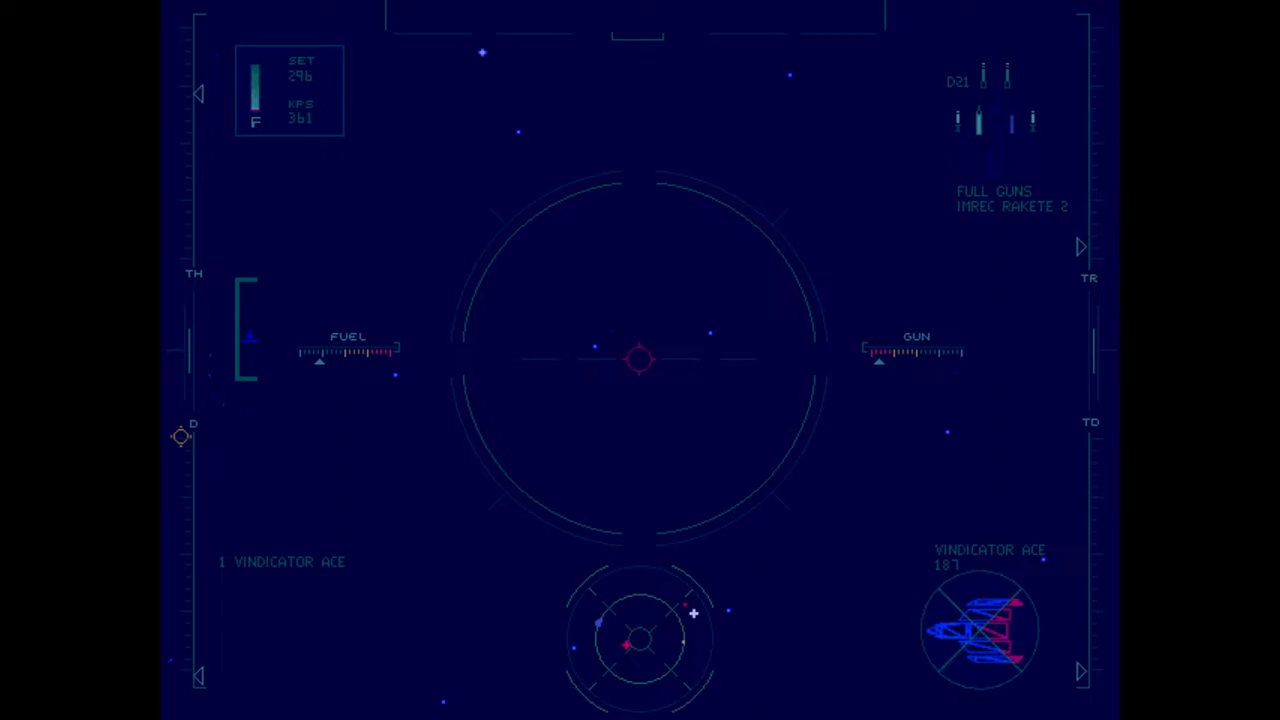 SET
296
KPS
361
F
D21
FULL GUNS
IMREC RAKETE 2
TH
TR
FUEL
GUN
D
TD
1 VINDICATOR ACE
VINDICATOR ACE
187